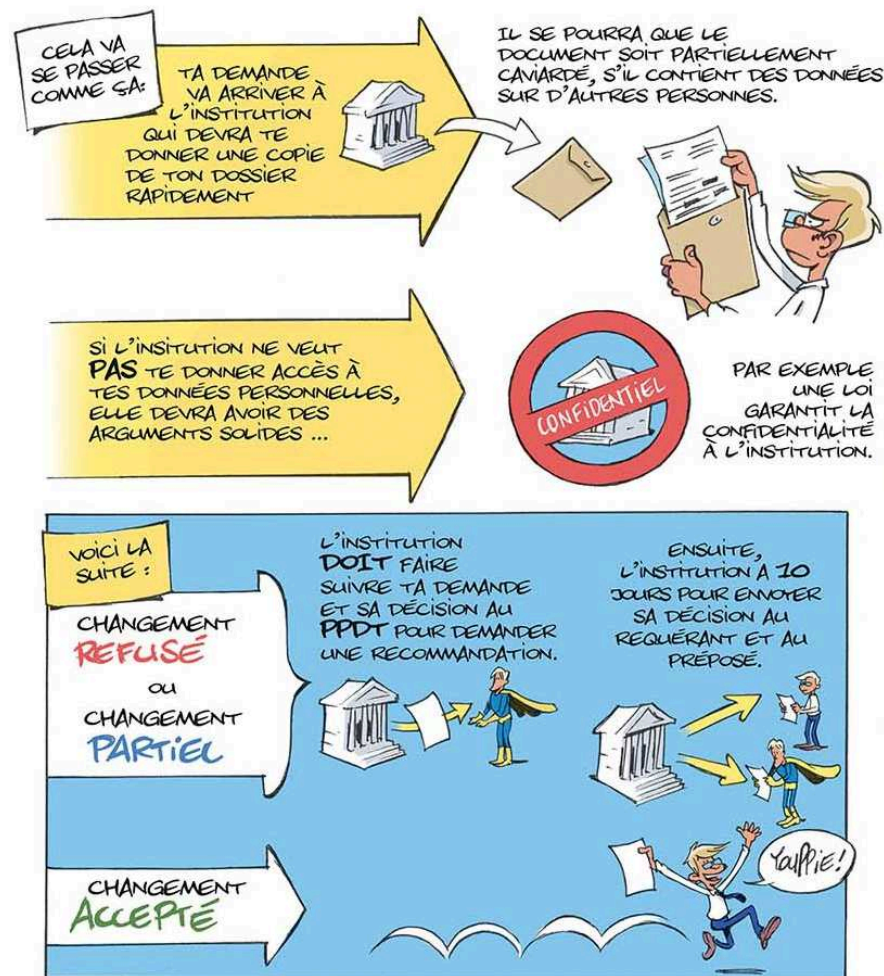 CELA VA
SE PASSER
COMME ÇA:
TA DEMANDE
VA ARRIVER À
L'INSTITUTION
QUI DEVRA TE
DONNER UNE COPIE
DE TON DOSSIER
RAPIDEMENT
IL SE POURRA QUE LE
DOCUMENT SOIT PARTIELLEMENT
CAVIARDÉ, S'IL CONTIENT DES DONNÉES
SUR D'AUTRES PERSONNES.
SI L'INSITUTION NE VEUT
PAS TE DONNER ACCÈS À
TES DONNÉES PERSONNELLES,
ELLE DEVRA AVOIR DES
ARGUMENTS SOLIDES ...
CONFIDENTIEL
PAR EXEMPLE
UNE LOI
GARANTIT LA
CONFIDENTIALITÉ
À L'INSTITUTION.
VOICI LA
SUITE :
CHANGEMENT
REFUSÉ
OU
CHANGEMENT
PARTIEL
L'INSTITUTION
DOIT FAIRE
SUIVRE TA DEMANDE
ET SA DÉCISION AU
PPDT POUR DEMANDER
UNE RECOMMANDATION.
ENSUITE,
L'INSTITUTION A 10
JOURS POUR ENVOYER
SA DÉCISION AU
REQUÉRANT ET AU
PRÉPOSÉ.
CHANGEMENT
ACCEPTÉ
YOUPPIE!